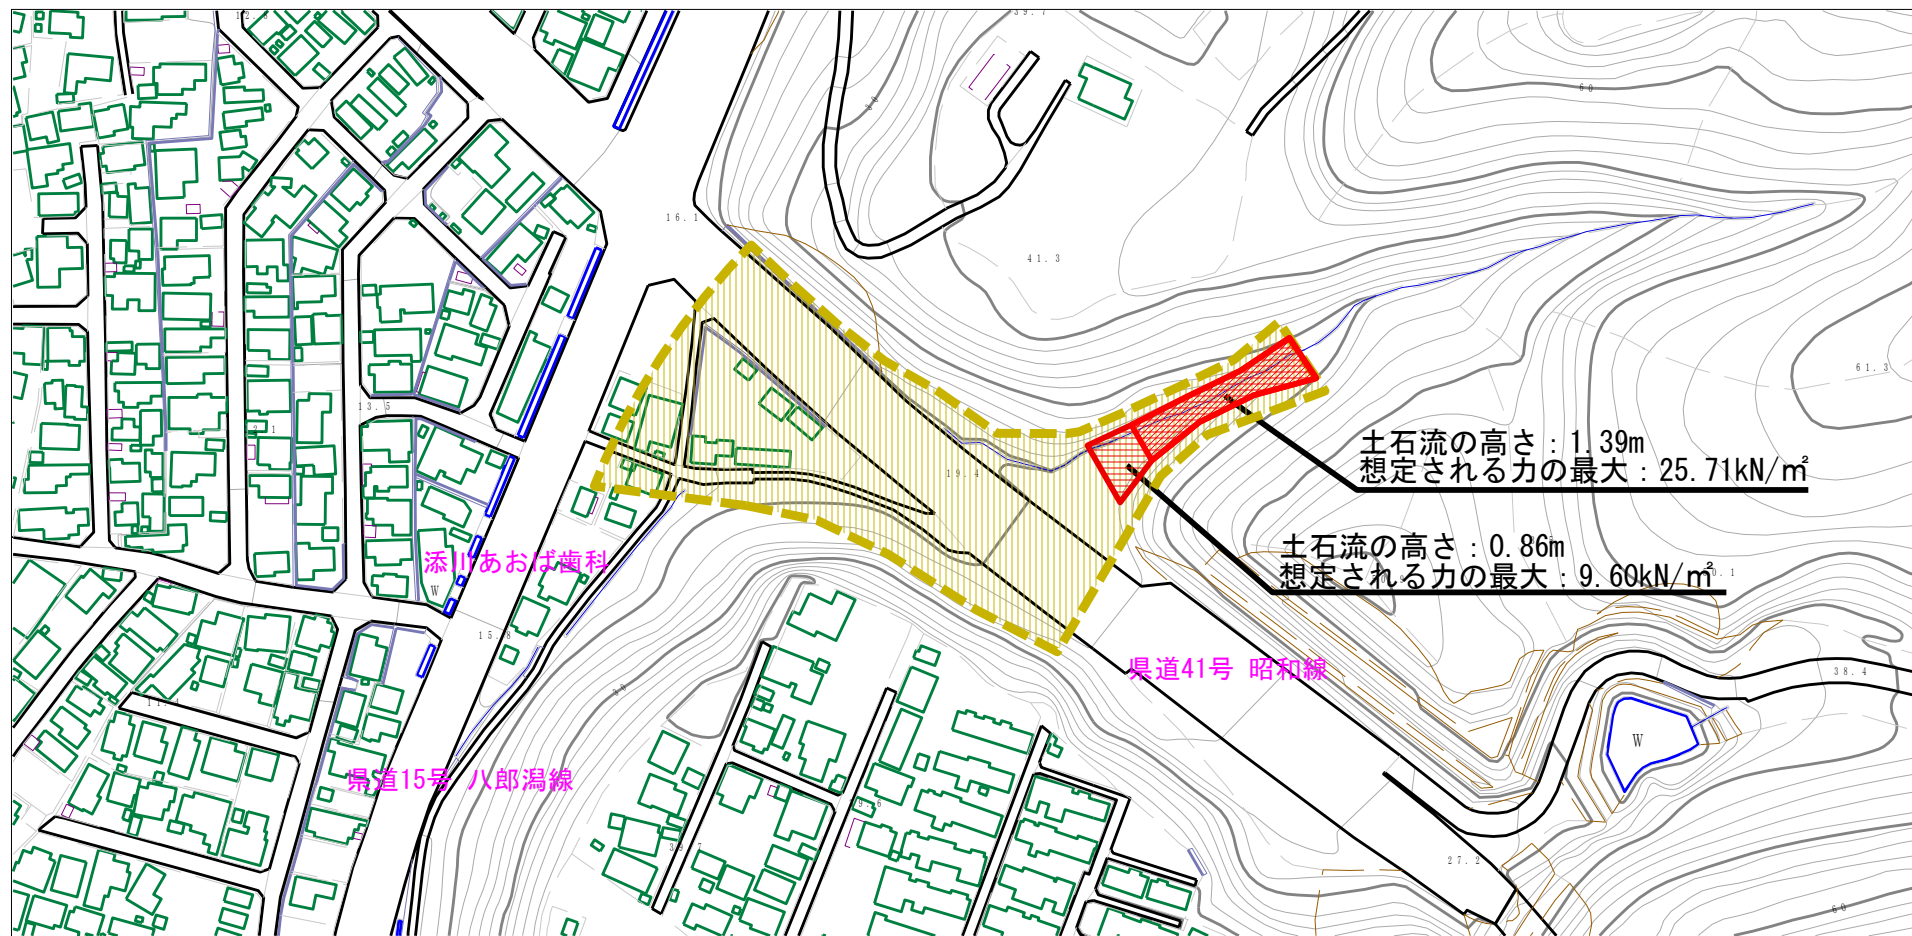 39.7
60
16.1
41.3
61.3
13.5
土石流の高さ：1.39m
想定される力の最大：25.71kN/㎡
19.4
土石流の高さ：0.86m
想定される力の最大：9.60kN/㎡
添川あおば歯科
W
15.8
県道41号 昭和線
38.4
W
県道15号 八郎潟線
27.2
60